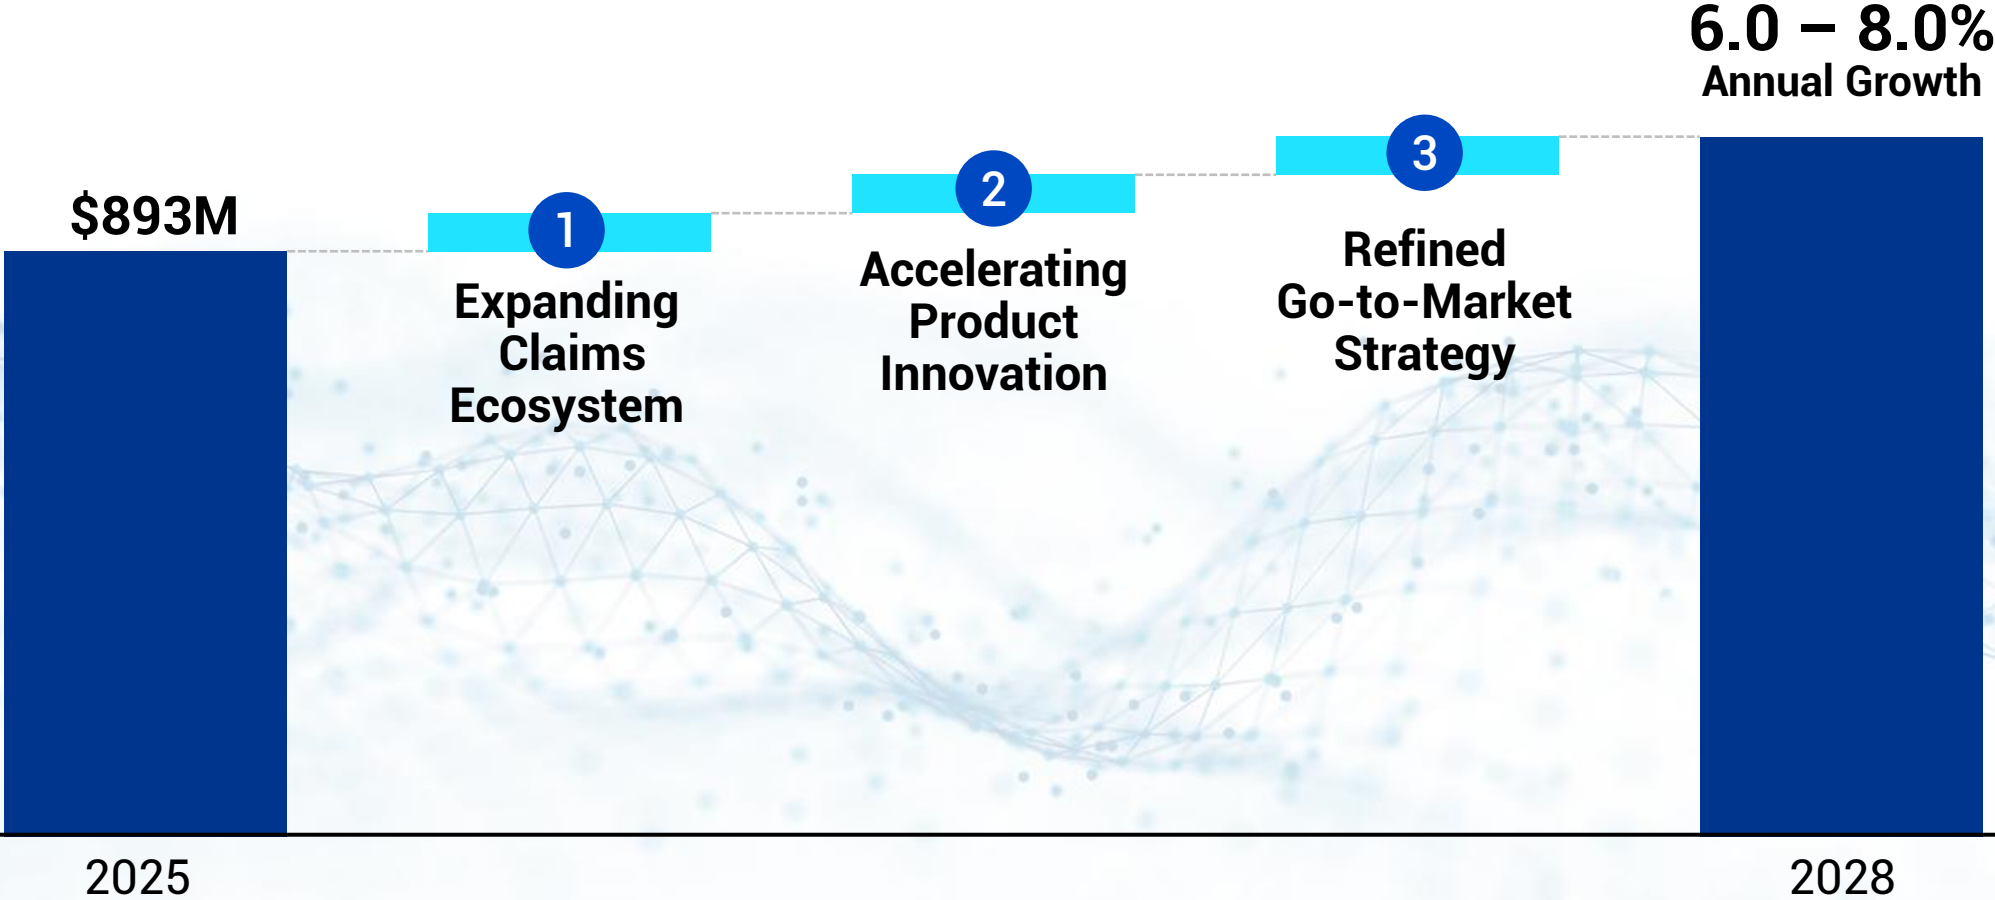 6.0 – 8.0%
Annual Growth
$893M
1
Expanding
Claims
Ecosystem
2
Accelerating
Product
Innovation
3
Refined
Go-to-Market
Strategy
2025
2028